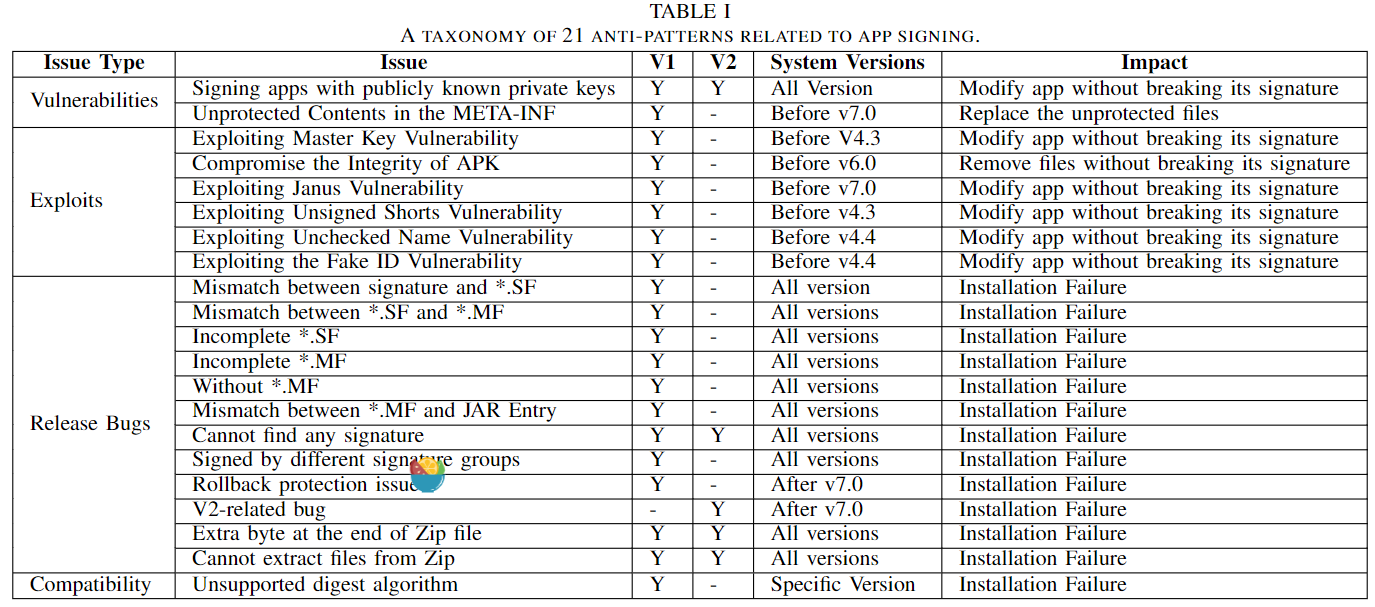 TABLE I
A TAXONOMY OF 21 ANTI-PATTERNS RELATED TO APP SIGNING.
Issue Type Issue V1 V2 System Versions Impact
Vulnerabilities
Signing apps with publicly known private keys Y Y All Version Modify app without breaking its signature
Unprotected Contents in the META-INF Y - Before v7.0 Replace the unprotected files
Exploits
Exploiting Master Key Vulnerability Y - Before V4.3 Modify app without breaking its signature
Compromise the Integrity of APK Y - Before v6.0 Remove files without breaking its signature
Exploiting Janus Vulnerability Y - Before v7.0 Modify app without breaking its signature
Exploiting Unsigned Shorts Vulnerability Y - Before v4.3 Modify app without breaking its signature
Exploiting Unchecked Name Vulnerability Y - Before v4.4 Modify app without breaking its signature
Exploiting the Fake ID Vulnerability Y - Before v4.4 Modify app without breaking its signature
Release Bugs
Mismatch between signature and *.SF Y - All version Installation Failure
Mismatch between *.SF and *.MF Y - All versions Installation Failure
Incomplete *.SF Y - All versions Installation Failure
Incomplete *.MF Y - All versions Installation Failure
Without *.MF Y - All versions Installation Failure
Mismatch between *.MF and JAR Entry Y - All versions Installation Failure
Cannot find any signature Y Y All versions Installation Failure
Signed by different signature groups Y - All versions Installation Failure
Rollback protection issue Y - After v7.0 Installation Failure
V2-related bug - Y After v7.0 Installation Failure
Extra byte at the end of Zip file Y Y All versions Installation Failure
Cannot extract files from Zip Y Y All versions Installation Failure
Compatibility Unsupported digest algorithm Y - Specific Version Installation Failure